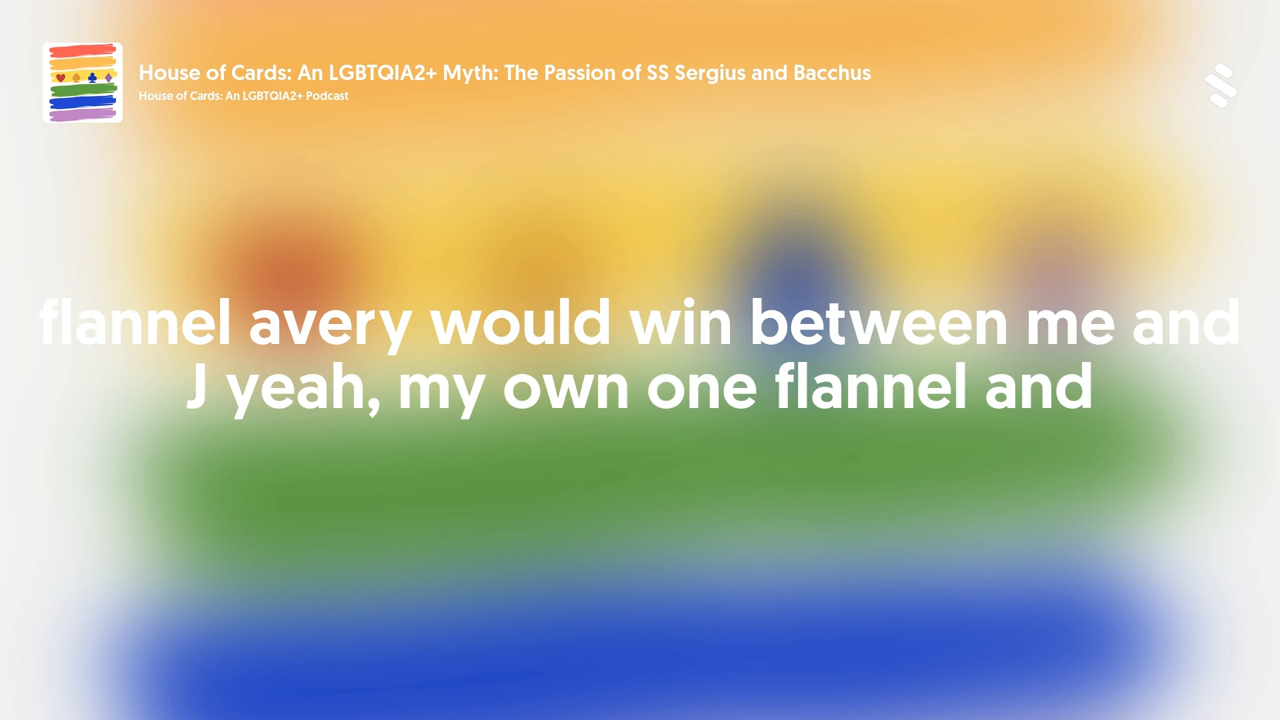 House of Cards: An LGBTQIA2+ Myth: The Passion of SS Sergius and Bacchus
House of Cards: An LGBTQIA2+ Podcast
flannel avery would win between me and
J yeah, my own one flannel and